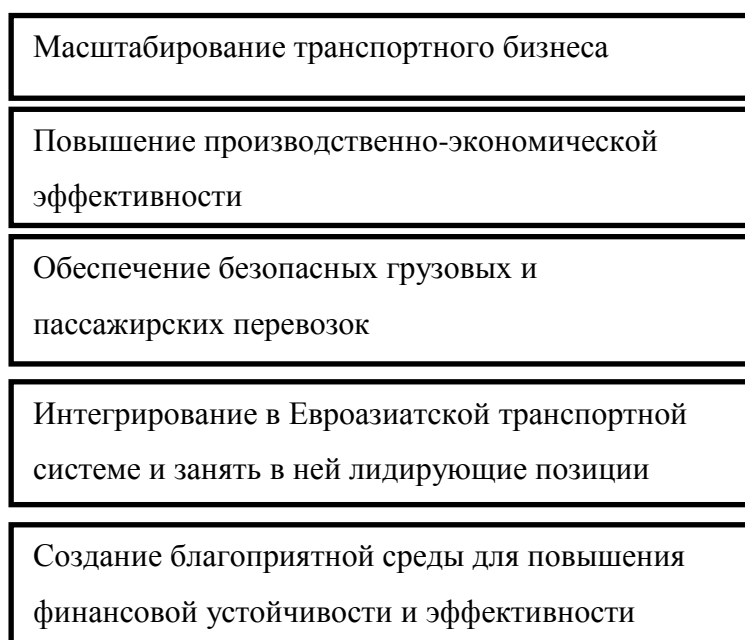 Масштабирование транспортного бизнеса
Повышение производственно-экономической
эффективности
Обеспечение безопасных грузовых и
пассажирских перевозок
Интегрирование в Евроазиатской транспортной
системе и занять в ней лидирующие позиции
Создание благоприятной среды для повышения
финансовой устойчивости и эффективности